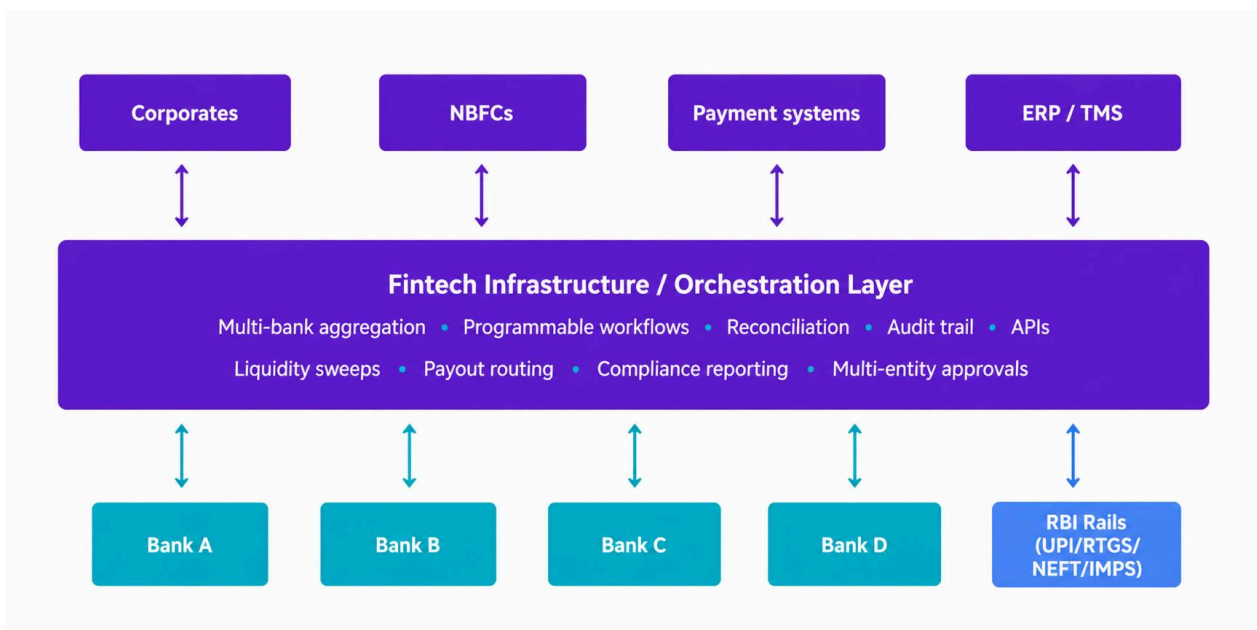 Corporates
NBFCs
Payment systems
ERP / TMS
Fintech Infrastructure / Orchestration Layer
Multi-bank aggregation • Programmable workflows • Reconciliation • Audit trail • APIs
Liquidity sweeps • Payout routing • Compliance reporting • Multi-entity approvals
Bank A
Bank B
Bank C
Bank D
RBI Rails
(UPI/RTGS/
NEFT/IMPS)